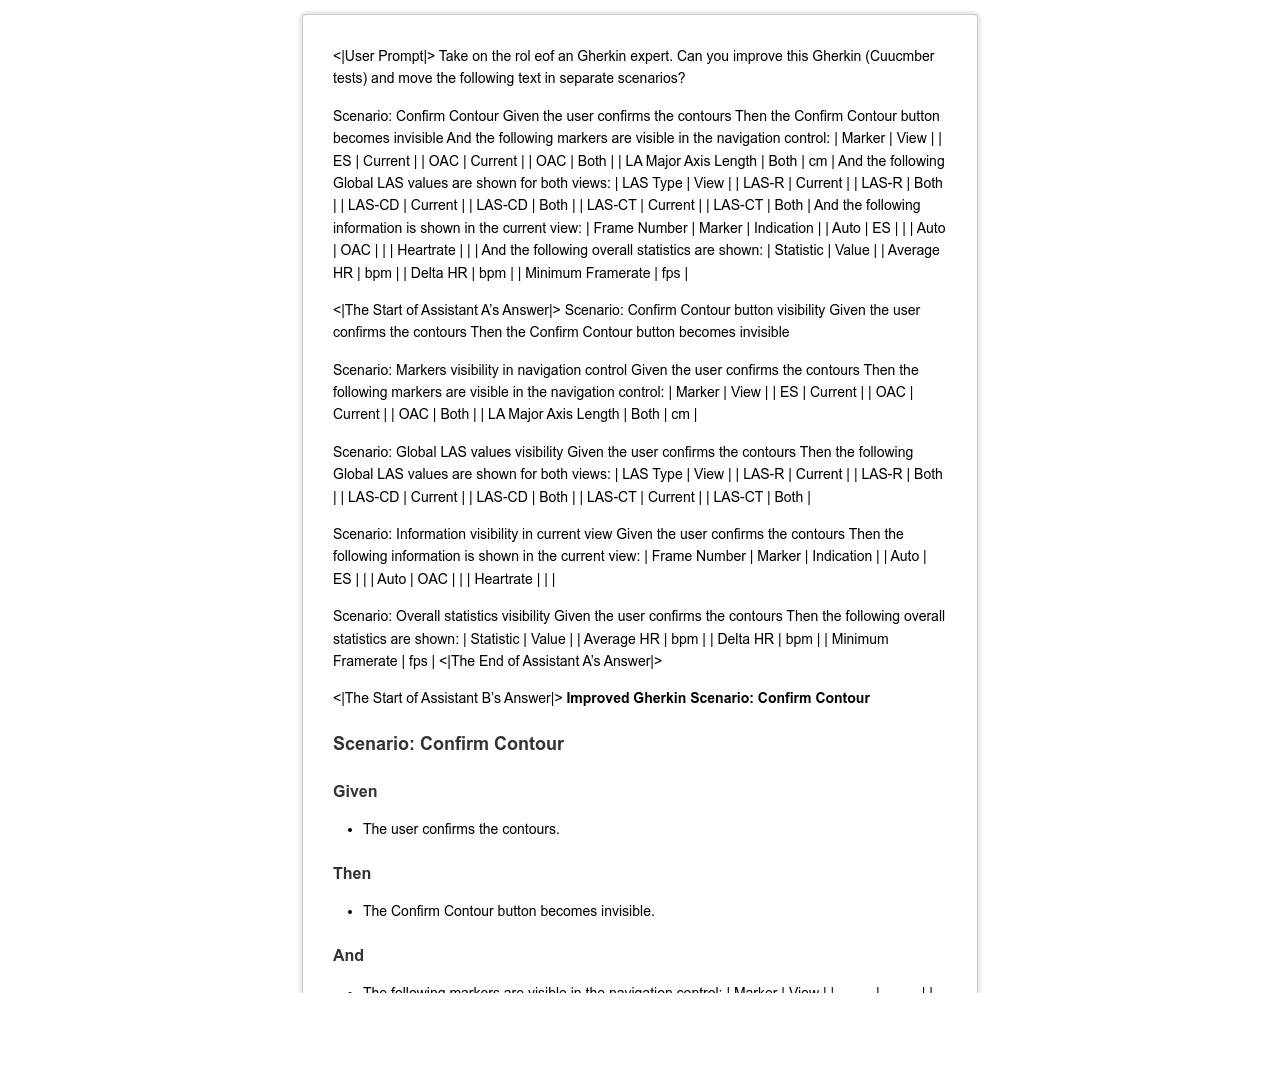 <|User Prompt|> Take on the rol eof an Gherkin expert. Can you improve this Gherkin (Cuucmber
tests) and move the following text in separate scenarios?
Scenario: Confirm Contour Given the user confirms the contours Then the Confirm Contour button
becomes invisible And the following markers are visible in the navigation control: | Marker | View | |
ES | Current | | OAC | Current | | OAC | Both | | LA Major Axis Length | Both | cm | And the following
Global LAS values are shown for both views: | LAS Type | View | | LAS-R | Current | | LAS-R | Both
| | LAS-CD | Current | | LAS-CD | Both | | LAS-CT | Current | | LAS-CT | Both | And the following
information is shown in the current view: | Frame Number | Marker | Indication | | Auto | ES | | | Auto
| OAC | | | Heartrate | | | And the following overall statistics are shown: | Statistic | Value | | Average
HR | bpm | | Delta HR | bpm | | Minimum Framerate | fps |
<|The Start of Assistant A’s Answer|> Scenario: Confirm Contour button visibility Given the user
confirms the contours Then the Confirm Contour button becomes invisible
Scenario: Markers visibility in navigation control Given the user confirms the contours Then the
following markers are visible in the navigation control: | Marker | View | | ES | Current | | OAC |
Current | | OAC | Both | | LA Major Axis Length | Both | cm |
Scenario: Global LAS values visibility Given the user confirms the contours Then the following
Global LAS values are shown for both views: | LAS Type | View | | LAS-R | Current | | LAS-R | Both
| | LAS-CD | Current | | LAS-CD | Both | | LAS-CT | Current | | LAS-CT | Both |
Scenario: Information visibility in current view Given the user confirms the contours Then the
following information is shown in the current view: | Frame Number | Marker | Indication | | Auto |
ES | | | Auto | OAC | | | Heartrate | | |
Scenario: Overall statistics visibility Given the user confirms the contours Then the following overall
statistics are shown: | Statistic | Value | | Average HR | bpm | | Delta HR | bpm | | Minimum
Framerate | fps | <|The End of Assistant A’s Answer|>
<|The Start of Assistant B’s Answer|> Improved Gherkin Scenario: Confirm Contour
Scenario: Confirm Contour
Given
• The user confirms the contours.
Then
• The Confirm Contour button becomes invisible.
And
• The following markers are visible in the navigation control: | Marker | View | |